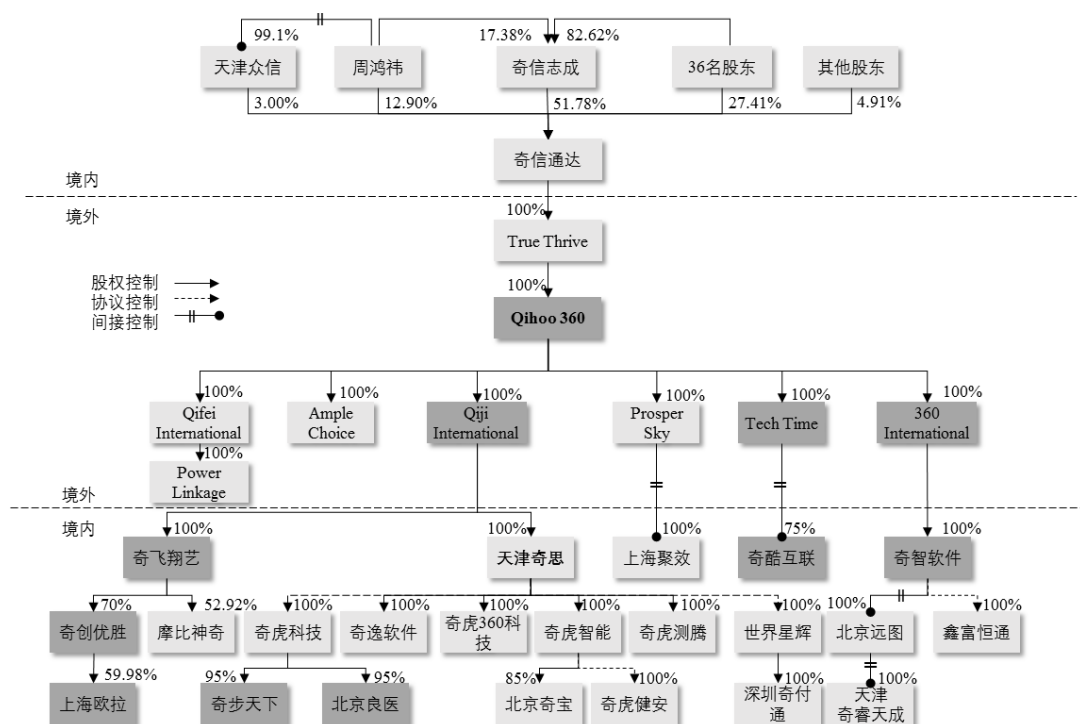 99.1%
17.38%
82.62%
天津众信
周鸿祎
奇信志成
36名股东
其他股东
3.00%
12.90%
51.78%
27.41%
4.91%
奇信通达
境内
境外
100%
True Thrive
100%
股权控制
协议控制
间接控制
Qihoo 360
100%
100%
100%
100%
100%
100%
Qifei
International
Ample
Choice
Qiji
International
Prosper
Sky
Tech Time
360
International
100%
Power
Linkage
境外
境内
100%
100%
100%
75%
100%
奇飞翔艺
天津奇思
上海聚效
奇酷互联
奇智软件
70%
52.92%
100%
100%
100%
100%
100%
100%
100%
100%
奇创优胜
摩比神奇
奇虎科技
奇逸软件
奇虎360科
技
奇虎智能
奇虎测腾
世界星辉
北京远图
鑫富恒通
59.98%
95%
95%
85%
100%
100%
100%
上海欧拉
奇步天下
北京良医
北京奇宝
奇虎健安
深圳奇付
通
天津
奇睿天成